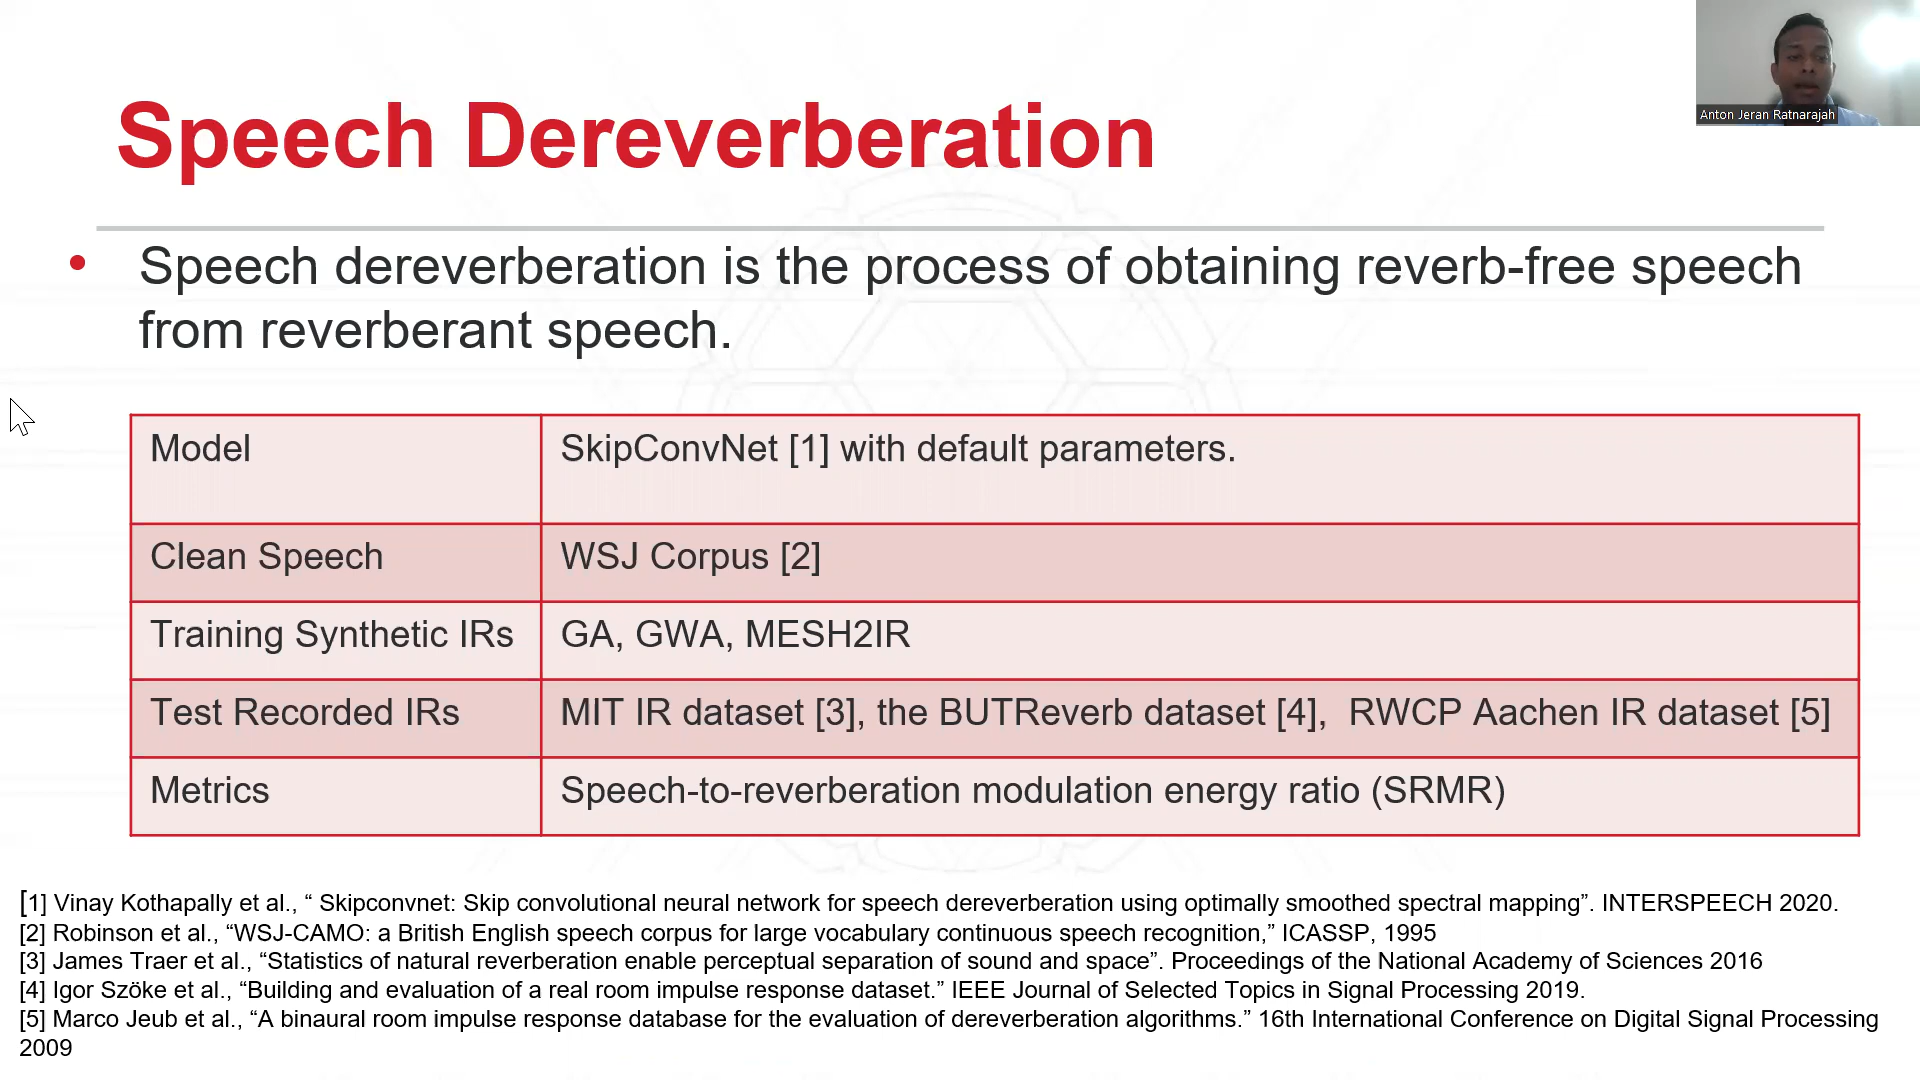 Anton Jeran Ratnarajah
Speech Dereverberation
• Speech dereverberation is the process of obtaining reverb-free speech
from reverberant speech.
Model SkipConvNet [1] with default parameters.
Clean Speech WSJ Corpus [2]
Training Synthetic IRs GA, GWA, MESH2IR
Test Recorded IRs MIT IR dataset [3], the BUTReverb dataset [4], RWCP Aachen IR dataset [5]
Metrics Speech-to-reverberation modulation energy ratio (SRMR)
[1] Vinay Kothapally et al., “ Skipconvnet: Skip convolutional neural network for speech dereverberation using optimally smoothed spectral mapping”. INTERSPEECH 2020.
[2] Robinson et al., “WSJ-CAMO: a British English speech corpus for large vocabulary continuous speech recognition,” ICASSP, 1995
[3] James Traer et al., “Statistics of natural reverberation enable perceptual separation of sound and space”. Proceedings of the National Academy of Sciences 2016
[4] Igor Szöke et al., “Building and evaluation of a real room impulse response dataset.” IEEE Journal of Selected Topics in Signal Processing 2019.
[5] Marco Jeub et al., “A binaural room impulse response database for the evaluation of dereverberation algorithms.” 16th International Conference on Digital Signal Processing
2009